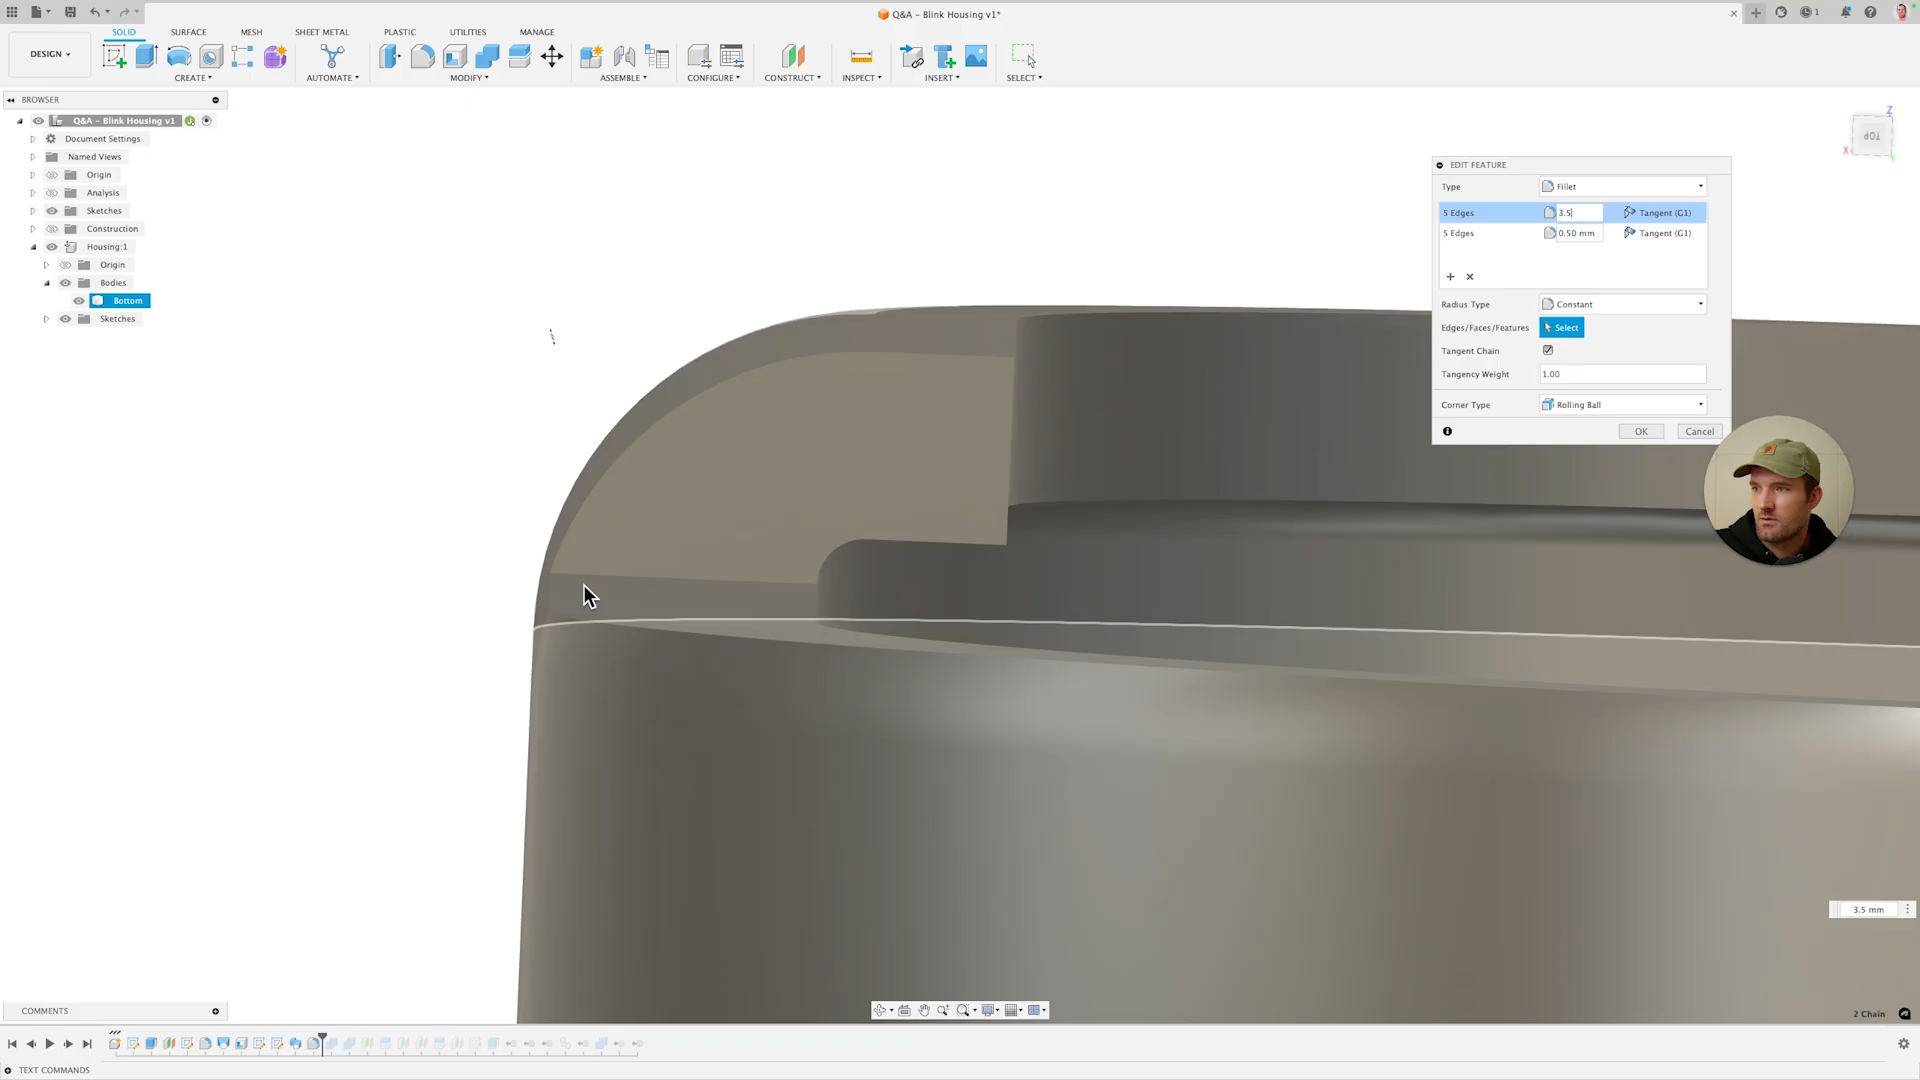 Q&A – Blink Housing v1*
1
DESIGN
SOLID
SURFACE
MESH
SHEET METAL
PLASTIC
UTILITIES
MANAGE
CREATE
AUTOMATE
MODIFY
ASSEMBLE
CONFIGURE
CONSTRUCT
INSPECT
INSERT
SELECT
BROWSER
Q&A – Blink Housing v1
Document Settings
Named Views
Origin
Analysis
Sketches
Construction
Housing:1
Origin
Bodies
Bottom
Sketches
Z
TOP
X
Y
EDIT FEATURE
Type
Fillet
5 Edges
3.5
Tangent (G1)
5 Edges
0.50 mm
Tangent (G1)
Radius Type
Constant
Edges/Faces/Features
Select
Tangent Chain
Tangency Weight
1.00
Corner Type
Rolling Ball
OK
Cancel
3.5 mm
COMMENTS
2 Chain
TEXT COMMANDS